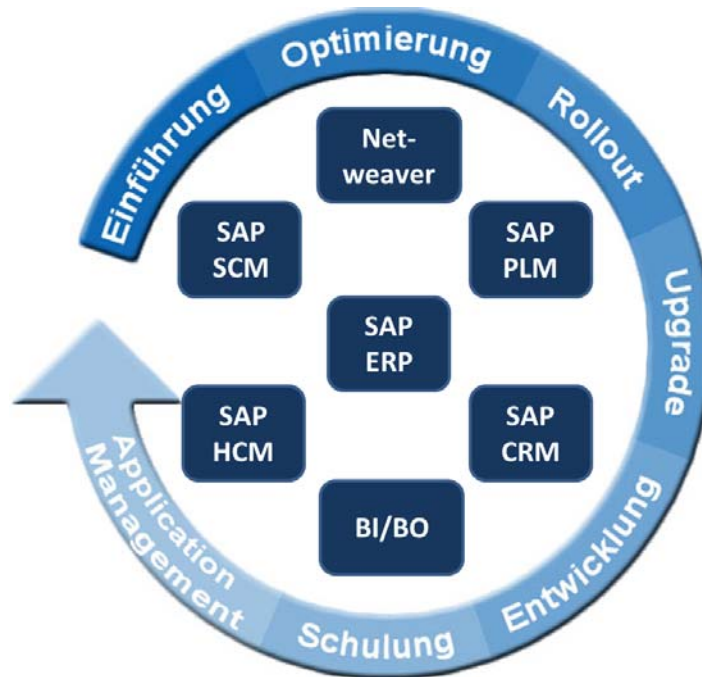 Einführung
Optimierung
Rollout
Upgrade
Entwicklung
Schulung
Application
Management
Net-
weaver
SAP
SCM
SAP
PLM
SAP
ERP
SAP
HCM
SAP
CRM
BI/BO